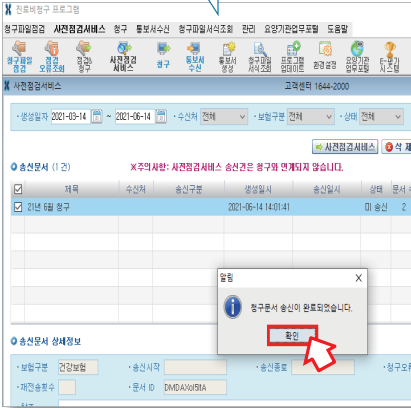 진료비청구 프로그램
청구파일점검 사전점검서비스 청구 통보서수신 청구파일서식조회 관리 요양기관업무포털 도움말
청구파일 점검 점검 오류조회 점검& 청구 사전점검 서비스 청구 통보서 수신 통보서 생성 청구파일 서식조회 프로그램 업데이트 환경설정 요양기관 업무포털 E-평가 시스템
사전점검서비스 고객센터 1644-2000
· 생성일자 2021-03-14 ~ 2021-06-14 · 수신처 전체 · 보험구분 전체 · 상태 전체
사전점검서비스 삭제
송신문서 (1 건) ※주의사항: 사전점검서비스 송신건은 청구와 연계되지 않습니다.
제목 수신처 송신구분 생성일시 송신일시 상태 문서
21년 6월 청구 2021-06-14 14:01:41 미 송신 2
알림 X
청구문서 송신이 완료되었습니다.
확인
송신문서 상세정보
· 보험구분 건강보험 · 송신시작 · 송신종료 · 청구오류
· 재전송횟수 · 문서 ID DMDAXol5ItA